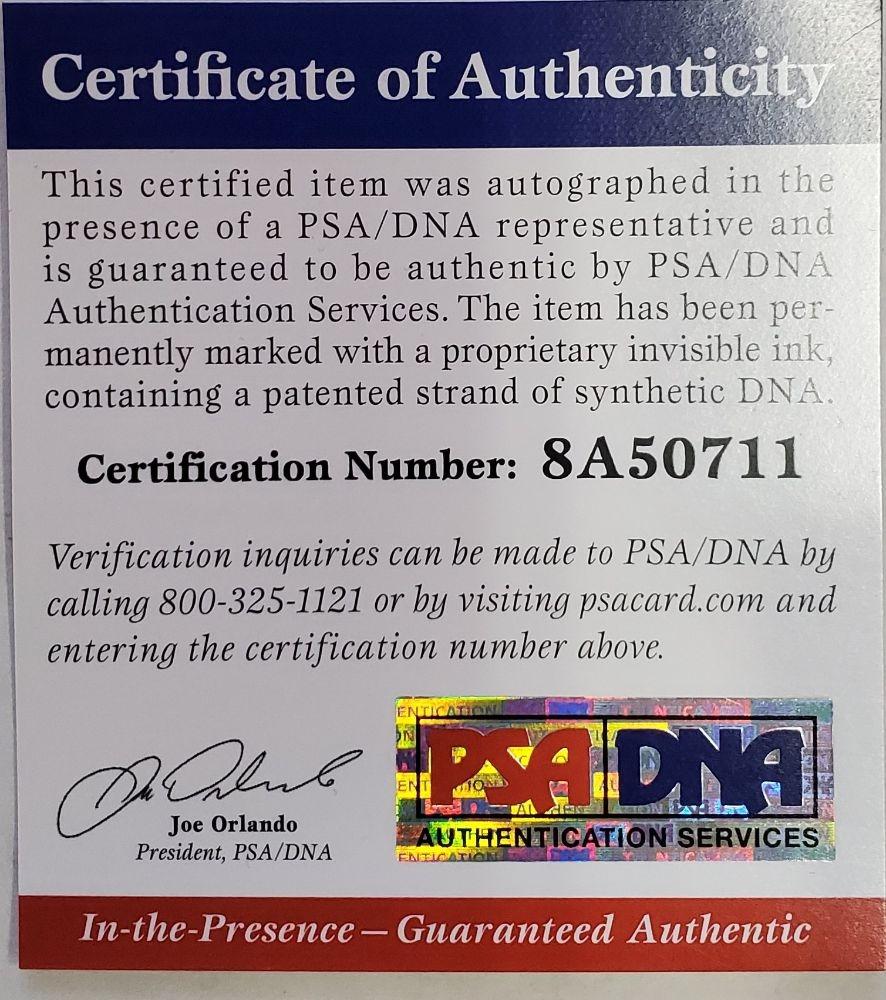 Certificate of Authenticity
This certified item was autographed in the
presence of a PSA/DNA representative and
is guaranteed to be authentic by PSA/DNA
Authentication Services. The item has been per-
manently marked with a proprietary invisible ink,
containing a patented strand of synthetic DNA.
Certification Number: 8A50711
Verification inquiries can be made to PSA/DNA by
calling 800-325-1121 or by visiting psacard.com and
entering the certification number above.
Joe Orlando
President, PSA/DNA
PSA DNA
AUTHENTICATION SERVICES
In-the-Presence – Guaranteed Authentic